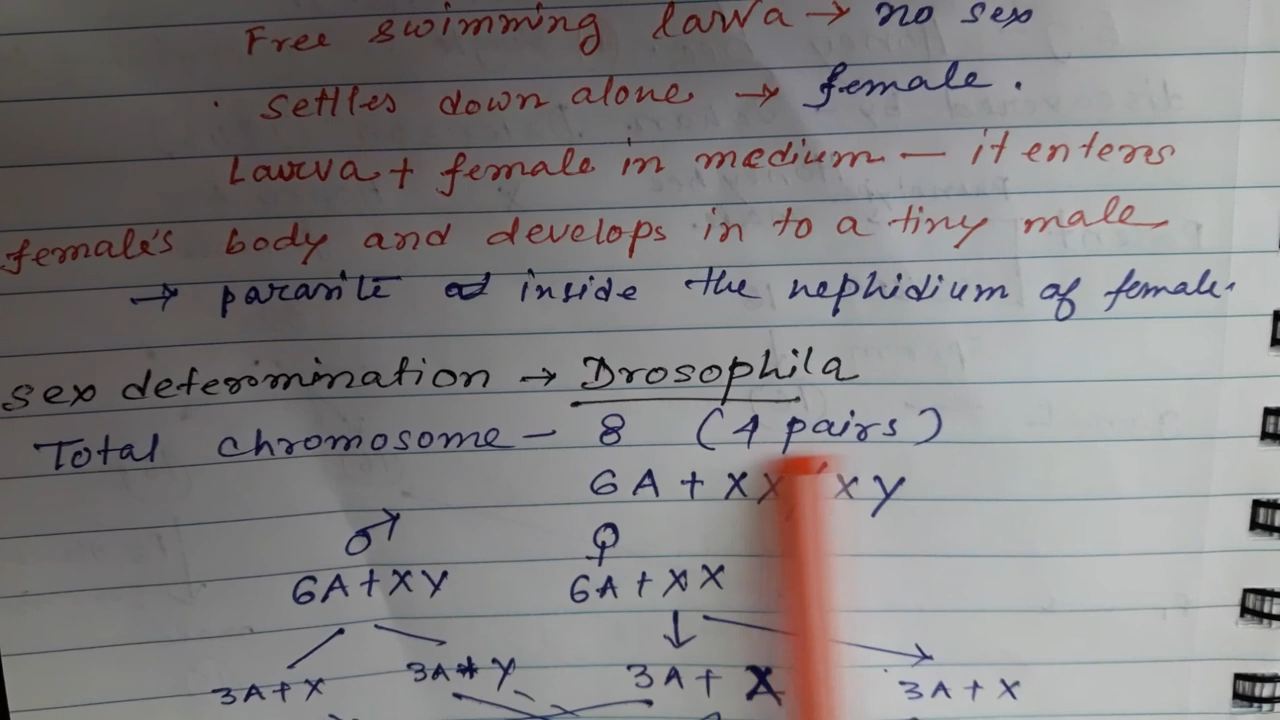 Free swimming larva → no sex
settles down alone → female.
Larva + female in medium — it enters
female's body and develops in to a tiny male
→ parasite inside the nephidium of female.
sex determination → Drosophila
Total chromosome - 8 (4 pairs)
6A + XX/XY
♂ ♀
6A+XY 6A + XX
3A+X 3A+Y 3A + X 3A + X